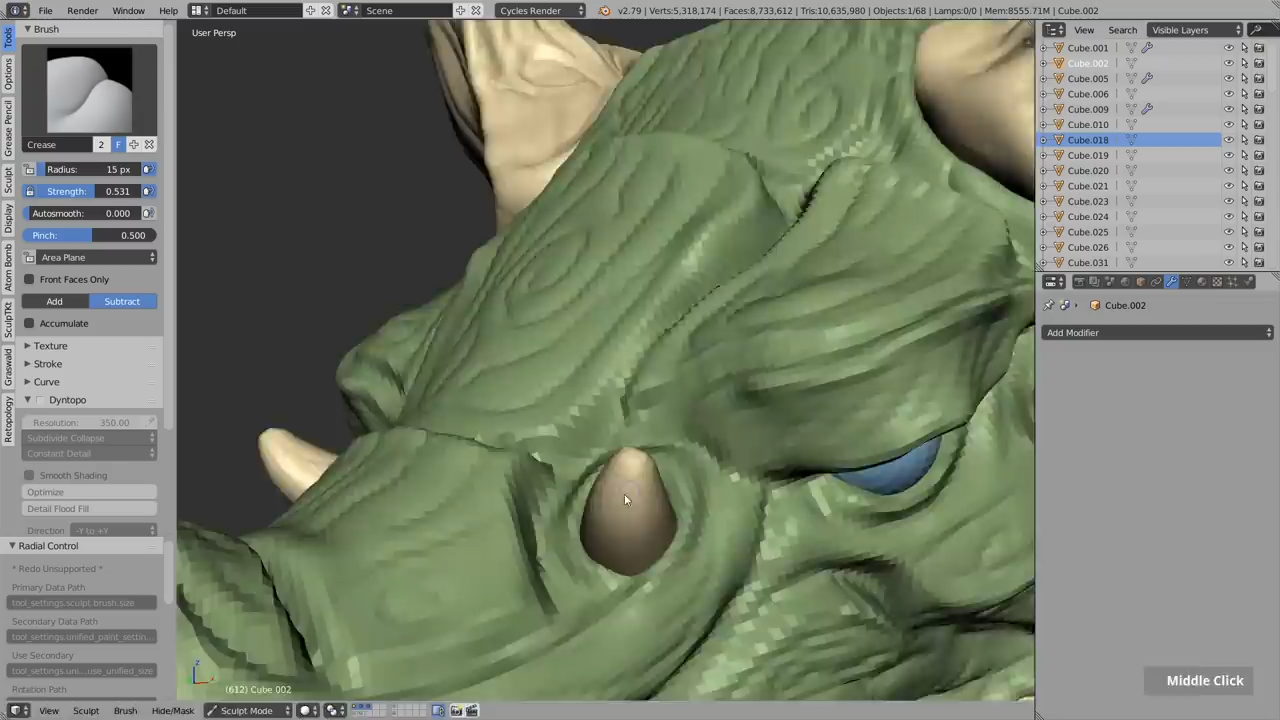 File Render Window Help Default Scene Cycles Render v2.79 | Verts:5,318,174 | Faces:8,733,612 | Tris:10,635,980 | Objects:1/68 | Lamps:0/0 | Mem:8555.71M | Cube.002
Brush
User Persp
View Search Visible Layers
Cube.001
Cube.002
Cube.005
Cube.006
Cube.009
Cube.010
Cube.018
Cube.019
Cube.020
Cube.021
Cube.023
Cube.024
Cube.025
Cube.026
Cube.031
Tools
Options
Grease Pencil
Sculpt
Display
Atom Bomb
SculpTKt
Graswald
Retopology
Crease 2 F
Radius: 15 px
Strength: 0.531
Autosmooth: 0.000
Pinch: 0.500
Area Plane
Front Faces Only
Add Subtract
Accumulate
Texture
Stroke
Curve
Dyntopo
Resolution: 350.00
Subdivide Collapse
Constant Detail
Smooth Shading
Optimize
Detail Flood Fill
Direction -Y to +Y
Radial Control
* Redo Unsupported *
Primary Data Path
tool_settings.sculpt.brush.size
Secondary Data Path
tool_settings.unified_paint_settin...
Use Secondary
tool_settings.uni...use_unified_size
Rotation Path
Cube.002
Add Modifier
Middle Click
(612) Cube.002
View Sculpt Brush Hide/Mask Sculpt Mode